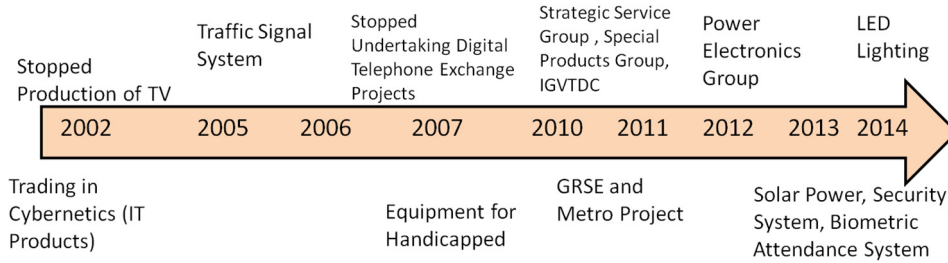 Stopped
Production of TV
Traffic Signal
System
Stopped
Undertaking Digital
Telephone Exchange
Projects
Strategic Service
Group , Special
Products Group,
IGVTDC
Power
Electronics
Group
LED
Lighting
2002 2005 2006 2007 2010 2011 2012 2013 2014
Trading in
Cybernetics (IT
Products)
Equipment for
Handicapped
GRSE and
Metro Project
Solar Power, Security
System, Biometric
Attendance System